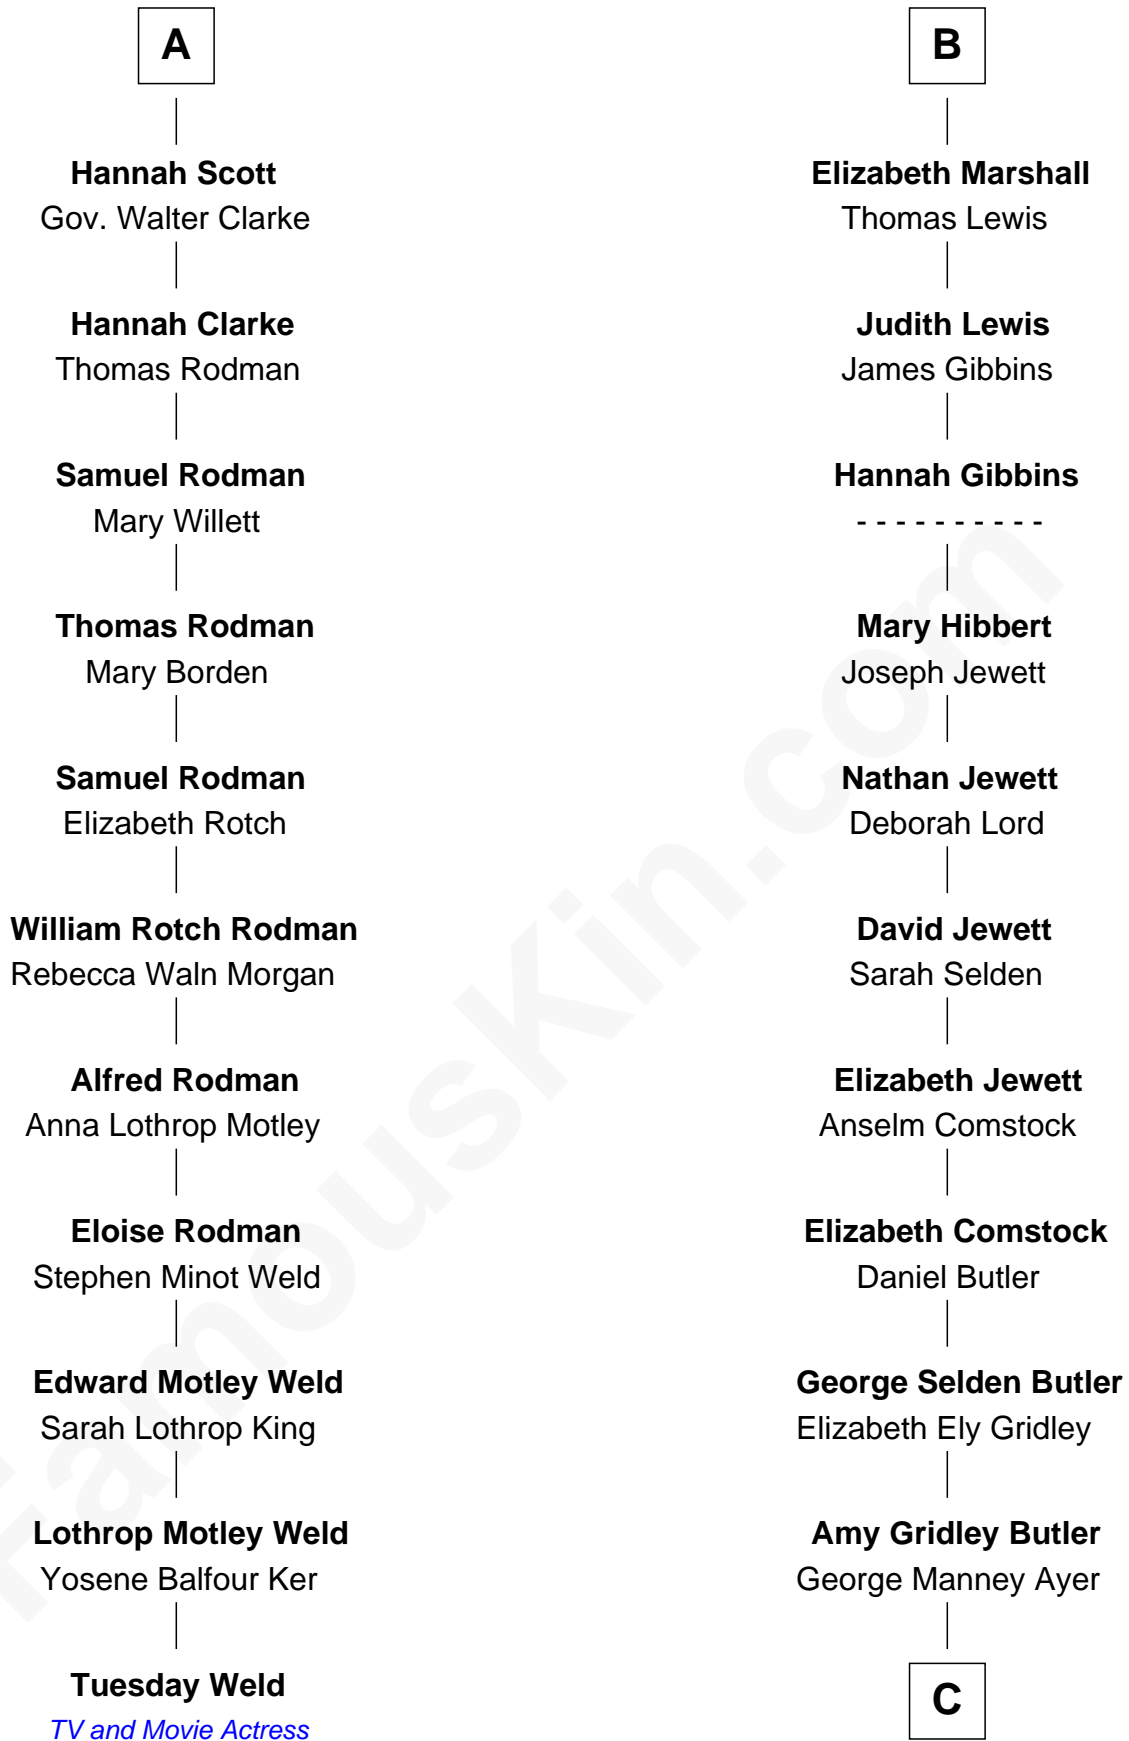 A
Hannah Scott
Gov. Walter Clarke
Hannah Clarke
Thomas Rodman
Samuel Rodman
Mary Willett
Thomas Rodman
Mary Borden
Samuel Rodman
Elizabeth Rotch
William Rotch Rodman
Rebecca Waln Morgan
Alfred Rodman
Anna Lothrop Motley
Eloise Rodman
Stephen Minot Weld
Edward Motley Weld
Sarah Lothrop King
Lothrop Motley Weld
Yosene Balfour Ker
Tuesday Weld
TV and Movie Actress
B
Elizabeth Marshall
Thomas Lewis
Judith Lewis
James Gibbins
Hannah Gibbins
- - - - - - - - - -
Mary Hibbert
Joseph Jewett
Nathan Jewett
Deborah Lord
David Jewett
Sarah Selden
Elizabeth Jewett
Anselm Comstock
Elizabeth Comstock
Daniel Butler
George Selden Butler
Elizabeth Ely Gridley
Amy Gridley Butler
George Manney Ayer
C
FamousKin.com